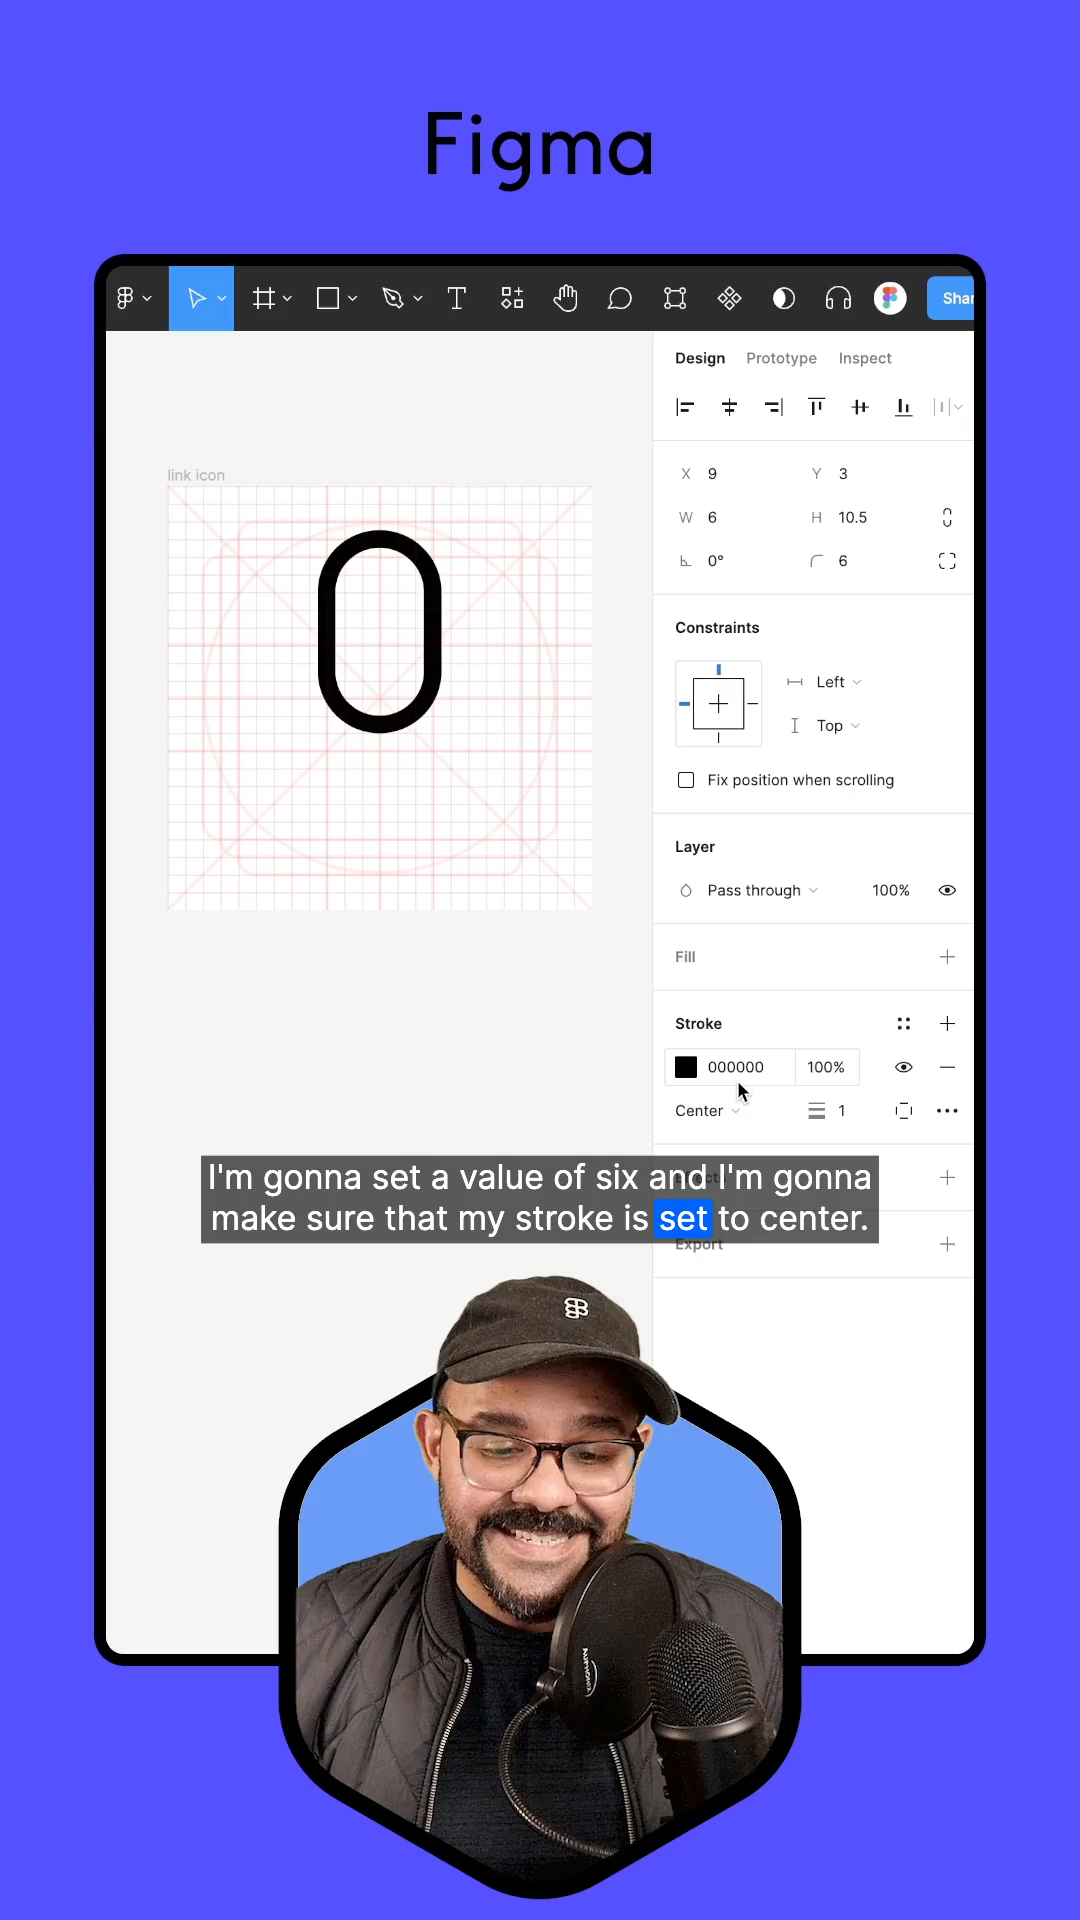 Figma
Shar
Design Prototype Inspect
link icon
X 9 Y 3
W 6 H 10.5
0° 6
Constraints
Left
Top
Fix position when scrolling
Layer
Pass through 100%
Fill
Stroke
000000 100%
Center 1
I'm gonna set a value of six and I'm gonna
make sure that my stroke is set to center.
Effects
Export